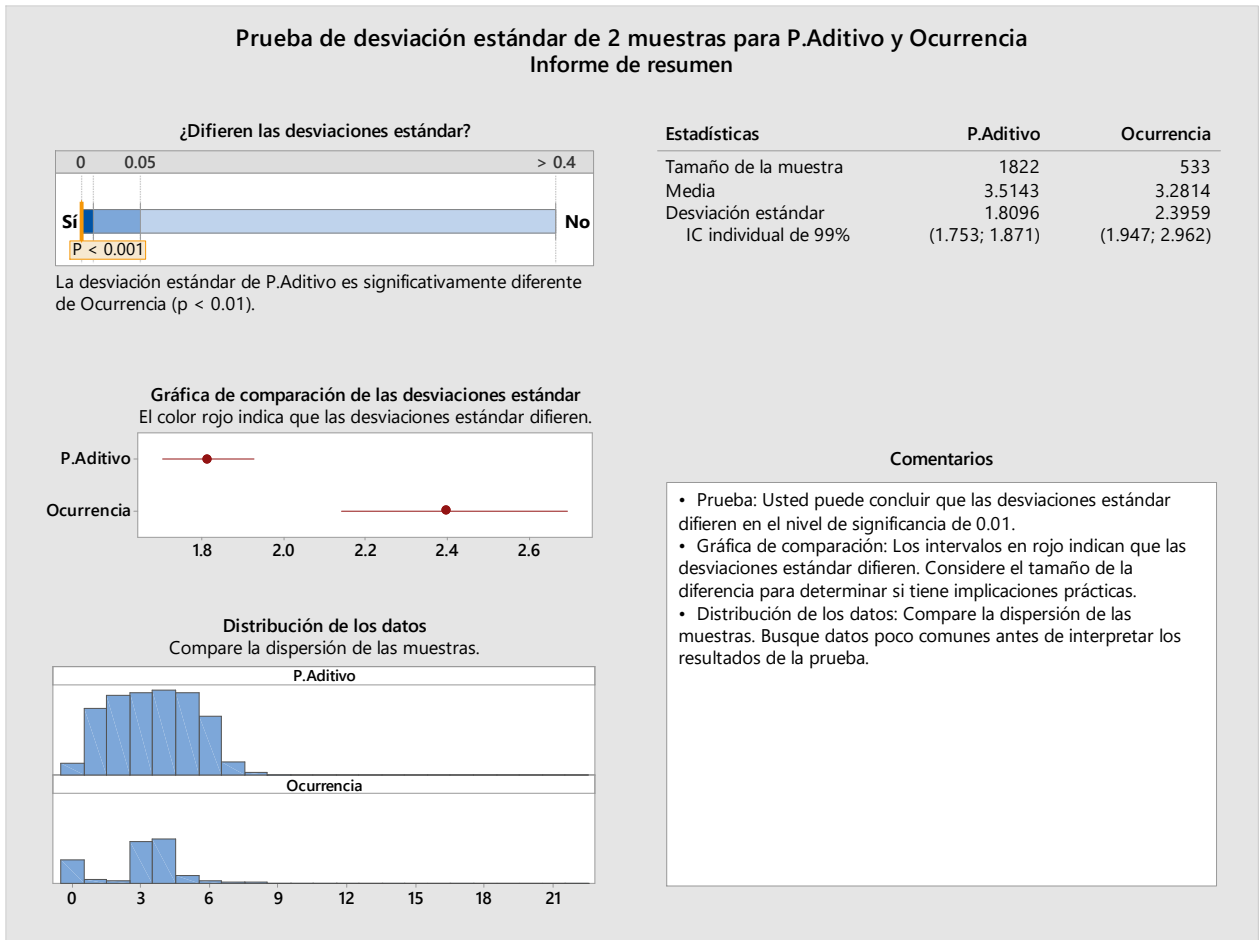 Prueba de desviación estándar de 2 muestras para P.Aditivo y Ocurrencia
Informe de resumen
¿Difieren las desviaciones estándar?
0 0.05 > 0.4
Sí No
P < 0.001
La desviación estándar de P.Aditivo es significativamente diferente
de Ocurrencia (p < 0.01).
Estadísticas P.Aditivo Ocurrencia
Tamaño de la muestra 1822 533
Media 3.5143 3.2814
Desviación estándar 1.8096 2.3959
IC individual de 99% (1.753; 1.871) (1.947; 2.962)
Gráfica de comparación de las desviaciones estándar
El color rojo indica que las desviaciones estándar difieren.
P.Aditivo
Ocurrencia
1.8 2.0 2.2 2.4 2.6
Distribución de los datos
Compare la dispersión de las muestras.
P.Aditivo
Ocurrencia
0 3 6 9 12 15 18 21
Comentarios
• Prueba: Usted puede concluir que las desviaciones estándar
difieren en el nivel de significancia de 0.01.
• Gráfica de comparación: Los intervalos en rojo indican que las
desviaciones estándar difieren. Considere el tamaño de la
diferencia para determinar si tiene implicaciones prácticas.
• Distribución de los datos: Compare la dispersión de las
muestras. Busque datos poco comunes antes de interpretar los
resultados de la prueba.